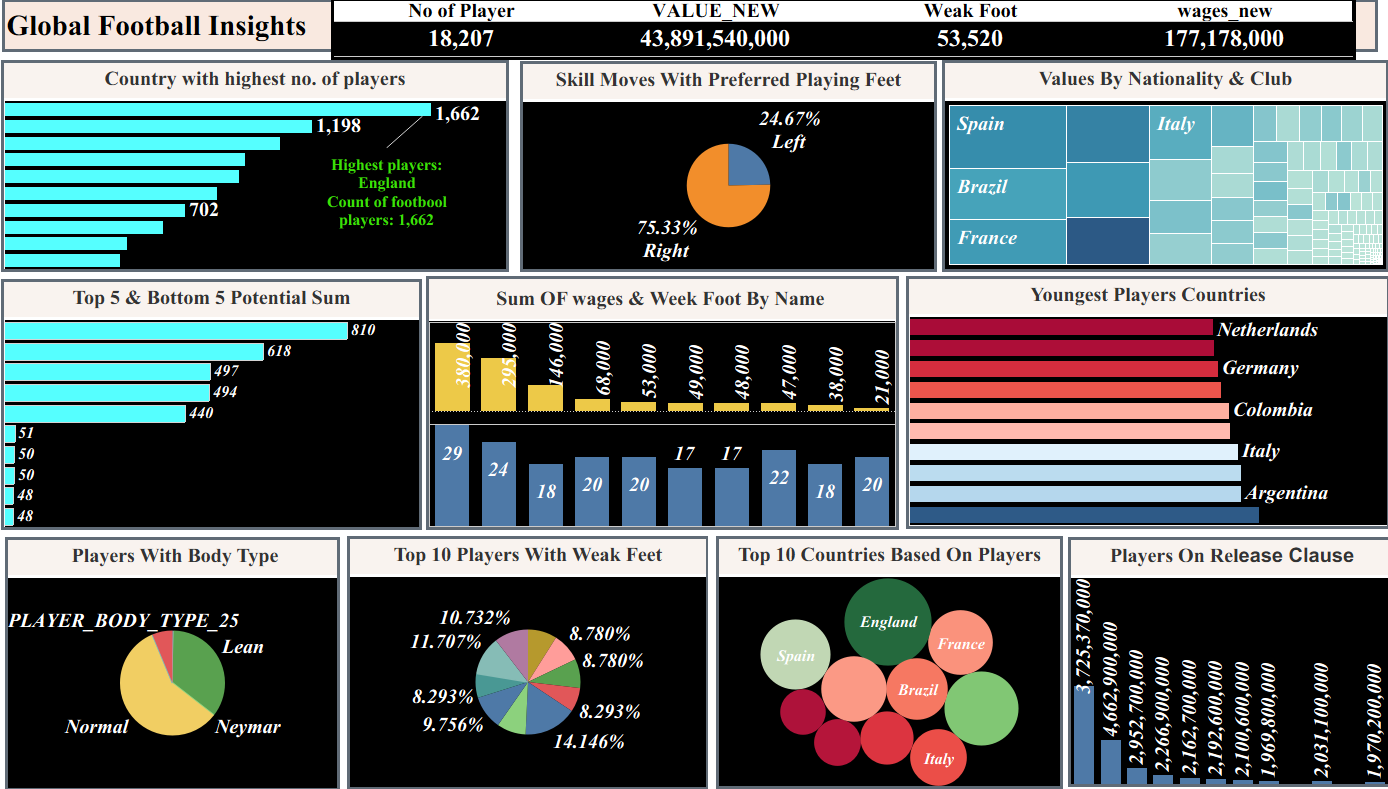 Global Football Insights
No of Player VALUE_NEW Weak Foot wages_new
18,207 43,891,540,000 53,520 177,178,000
Country with highest no. of players
1,662
1,198
Highest players:
England
Count of footbool
players: 1,662
702
Skill Moves With Preferred Playing Feet
24.67%
Left
75.33%
Right
Values By Nationality & Club
Spain
Italy
Brazil
France
Top 5 & Bottom 5 Potential Sum
810
618
497
494
440
51
50
50
48
48
Sum OF wages & Week Foot By Name
380,000
295,000
146,000
68,000
53,000
49,000
48,000
47,000
38,000
21,000
29
24
18
20
20
17
17
22
18
20
Youngest Players Countries
Netherlands
Germany
Colombia
Italy
Argentina
Players With Body Type
PLAYER_BODY_TYPE_25
Lean
Normal
Neymar
Top 10 Players With Weak Feet
10.732%
8.780%
11.707%
8.780%
8.293%
8.293%
9.756%
14.146%
Top 10 Countries Based On Players
England
France
Spain
Brazil
Italy
Players On Release Clause
3,725,370,000
4,662,900,000
2,952,700,000
2,266,900,000
2,162,700,000
2,192,600,000
2,100,600,000
1,969,800,000
2,031,100,000
1,970,200,000